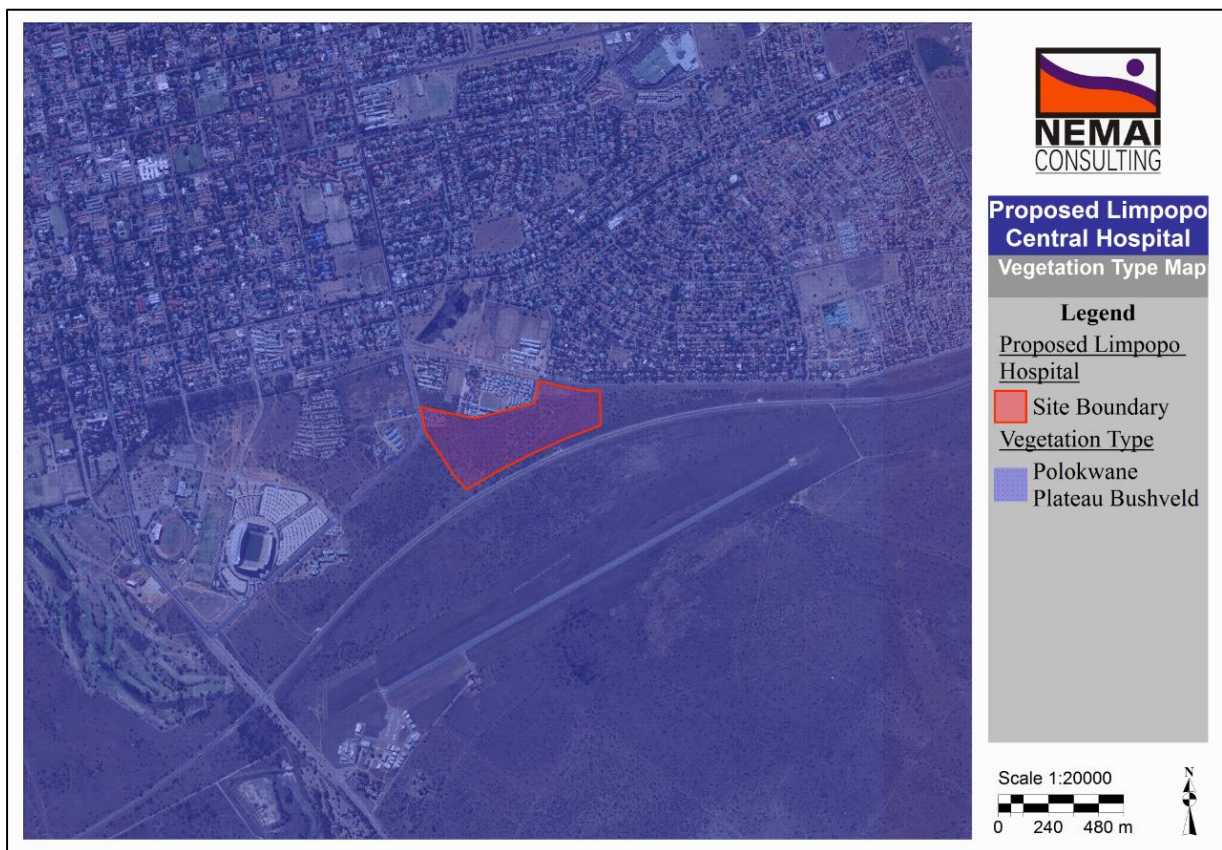 NEMAI
CONSULTING
Proposed Limpopo
Central Hospital
Vegetation Type Map
Legend
Proposed Limpopo
Hospital
Site Boundary
Vegetation Type
Polokwane
Plateau Bushveld
Scale 1:20000
0 240 480 m
N